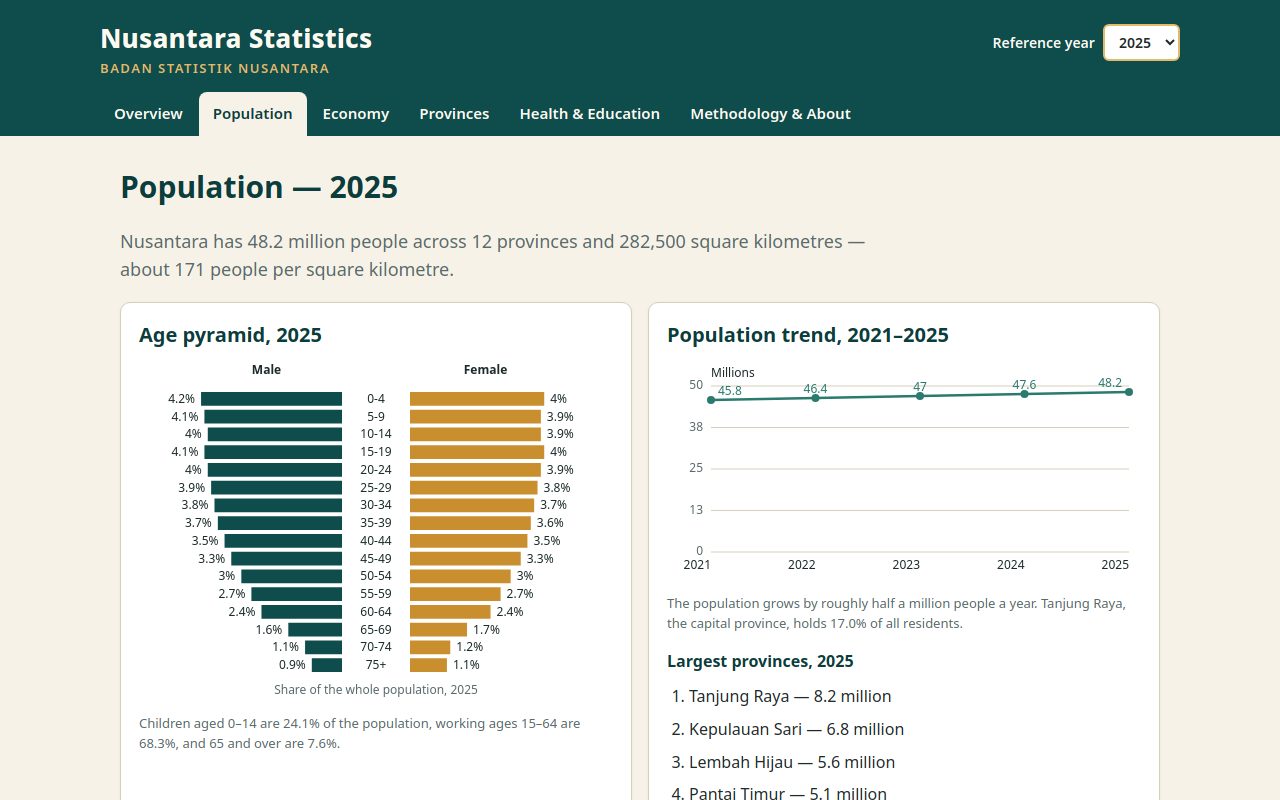 Nusantara Statistics
BADAN STATISTIK NUSANTARA
Reference year 2025
Overview Population Economy Provinces Health & Education Methodology & About
Population — 2025
Nusantara has 48.2 million people across 12 provinces and 282,500 square kilometres —
about 171 people per square kilometre.
Age pyramid, 2025
Male Female
4.2% 0-4 4%
4.1% 5-9 3.9%
4% 10-14 3.9%
4.1% 15-19 4%
4% 20-24 3.9%
3.9% 25-29 3.8%
3.8% 30-34 3.7%
3.7% 35-39 3.6%
3.5% 40-44 3.5%
3.3% 45-49 3.3%
3% 50-54 3%
2.7% 55-59 2.7%
2.4% 60-64 2.4%
1.6% 65-69 1.7%
1.1% 70-74 1.2%
0.9% 75+ 1.1%
Share of the whole population, 2025
Children aged 0–14 are 24.1% of the population, working ages 15–64 are
68.3%, and 65 and over are 7.6%.
Population trend, 2021–2025
Millions
50 45.8 46.4 47 47.6 48.2
38
25
13
0
2021 2022 2023 2024 2025
The population grows by roughly half a million people a year. Tanjung Raya,
the capital province, holds 17.0% of all residents.
Largest provinces, 2025
1. Tanjung Raya — 8.2 million
2. Kepulauan Sari — 6.8 million
3. Lembah Hijau — 5.6 million
4. Pantai Timur — 5.1 million